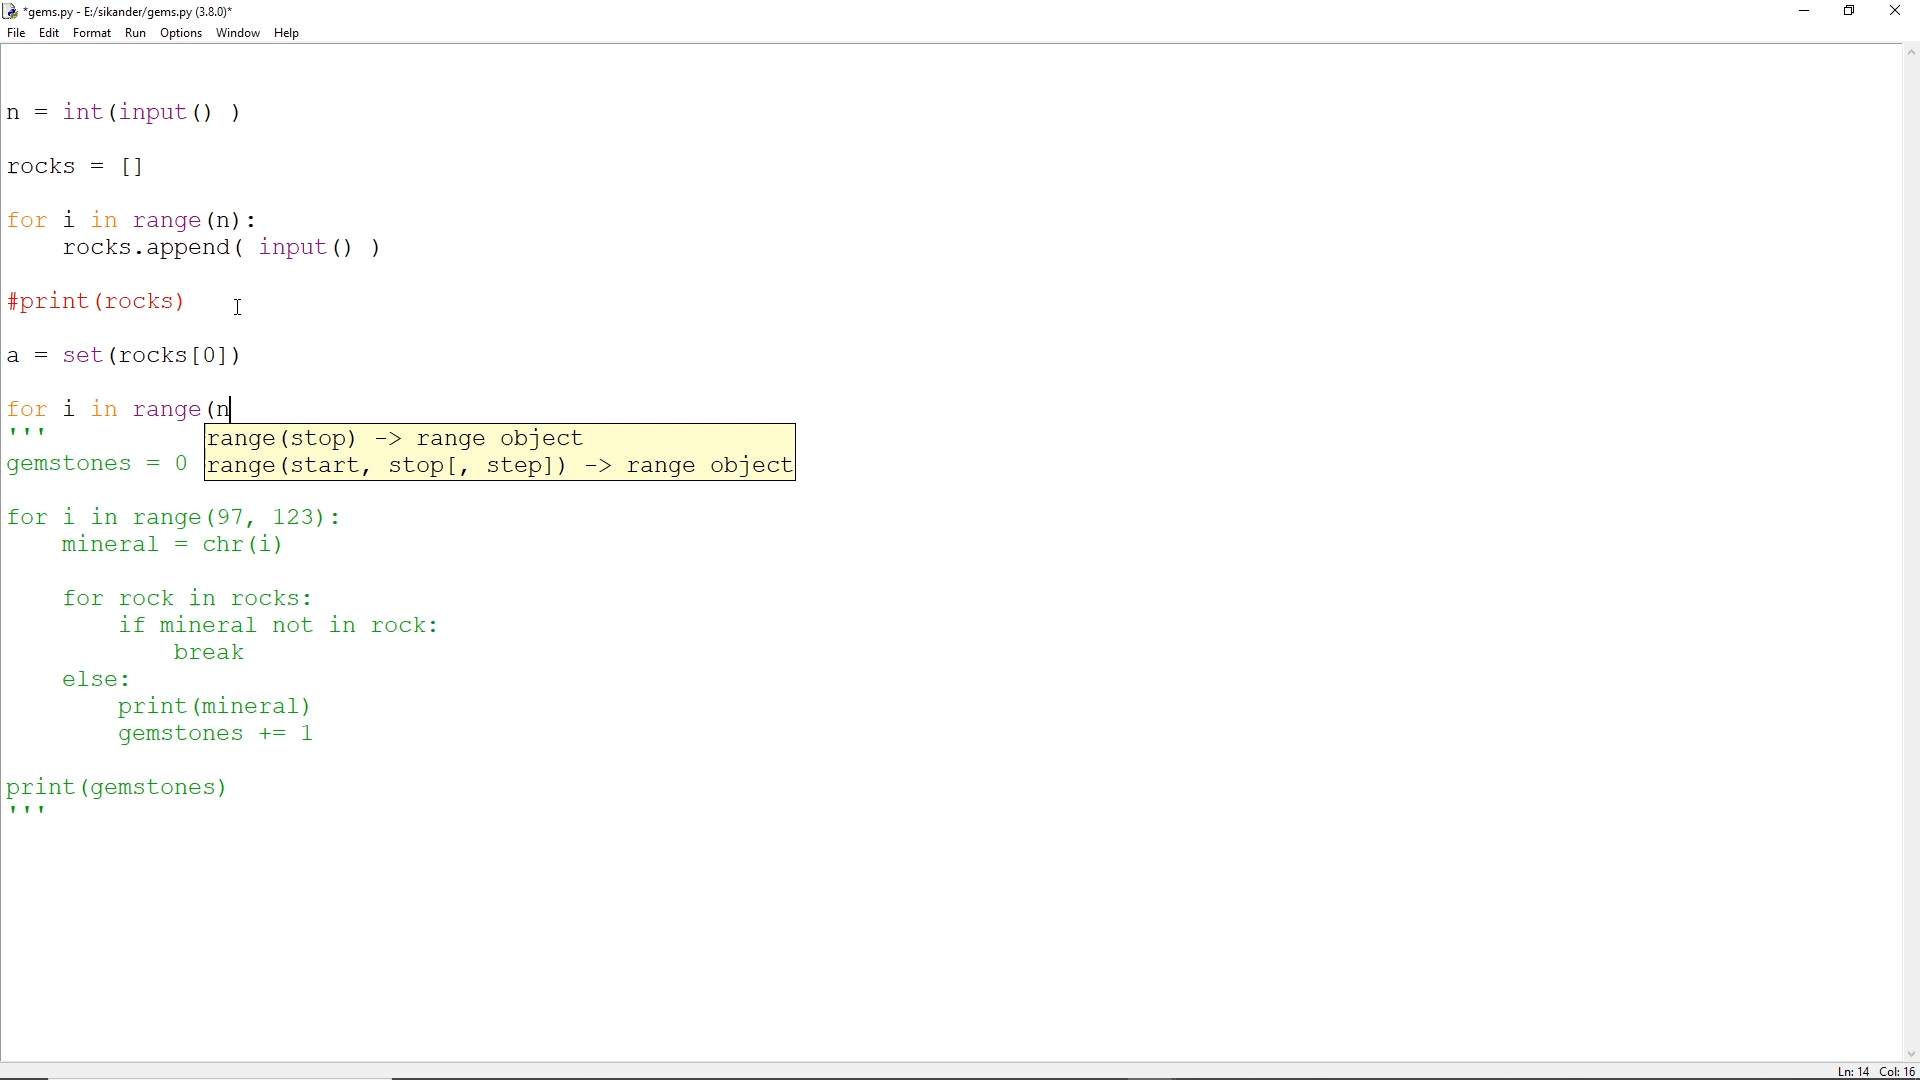 *gems.py - E:/sikander/gems.py (3.8.0)*
File Edit Format Run Options Window Help
n = int(input() )
rocks = []
for i in range(n):
    rocks.append( input() )
#print(rocks)
a = set(rocks[0])
for i in range(n
'''
range(stop) -> range object
gemstones = 0
range(start, stop[, step]) -> range object
for i in range(97, 123):
    mineral = chr(i)
    for rock in rocks:
        if mineral not in rock:
            break
    else:
        print(mineral)
        gemstones += 1
print(gemstones)
'''
Ln: 14 Col: 16